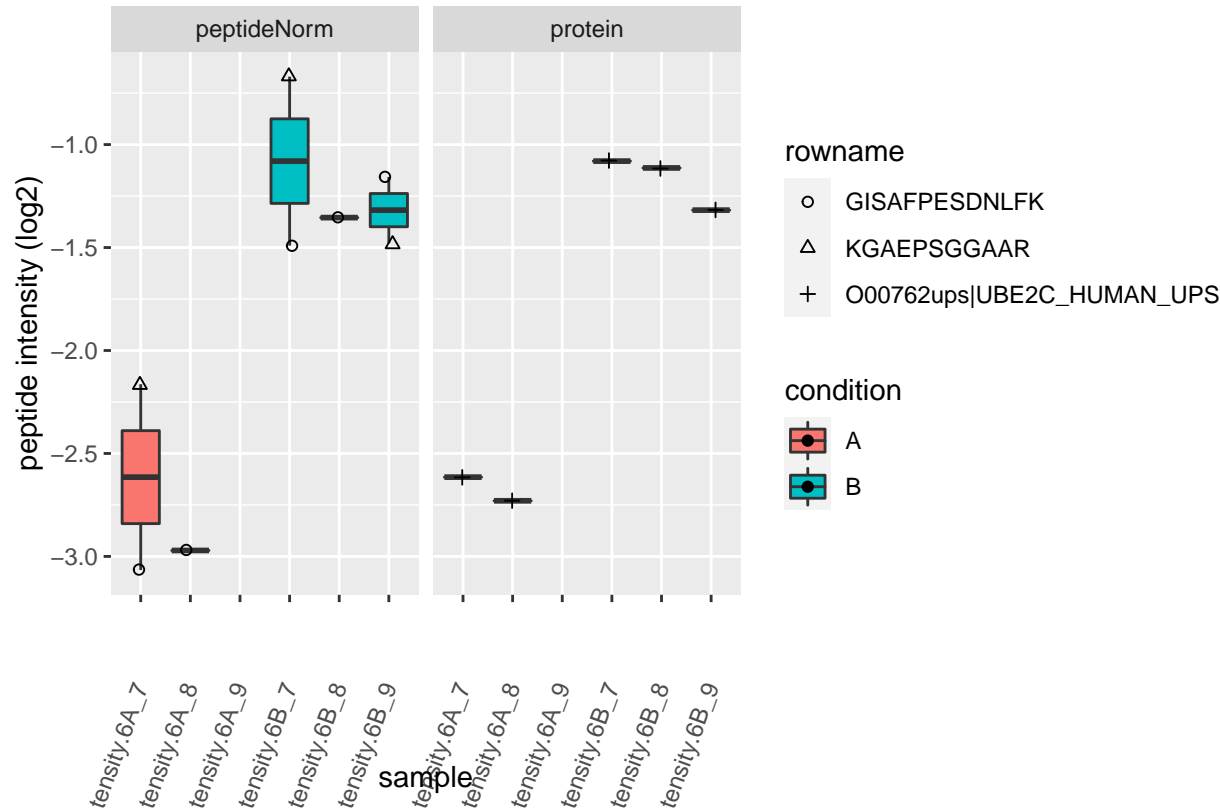 peptideNorm
protein
peptide intensity (log2)
−1.0
−1.5
−2.0
−2.5
−3.0
tensity.6A_7
tensity.6A_8
tensity.6A_9
tensity.6B_7
tensity.6B_8
tensity.6B_9
tensity.6A_7
tensity.6A_8
tensity.6A_9
tensity.6B_7
tensity.6B_8
tensity.6B_9
sample
rowname
GISAFPESDNLFK
KGAEPSGGAAR
O00762ups|UBE2C_HUMAN_UPS
condition
A
B